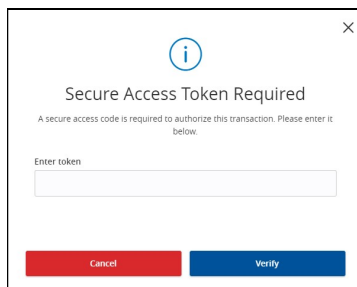 Secure Access Token Required
A secure access code is required to authorize this transaction. Please enter it
below.
Enter token
Cancel
Verify